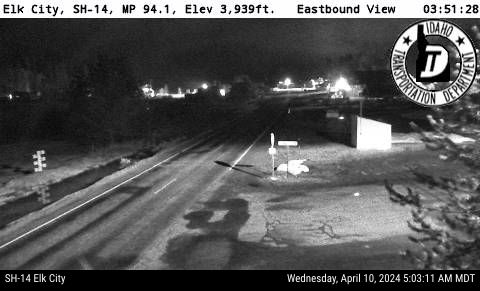 Elk City, SH-14, MP 94.1, Elev 3,939ft. Eastbound View 03:51:28
IDAHO
TRANSPORTATION DEPARTMENT
SH-14 Elk City Wednesday, April 10, 2024 5:03:11 AM MDT